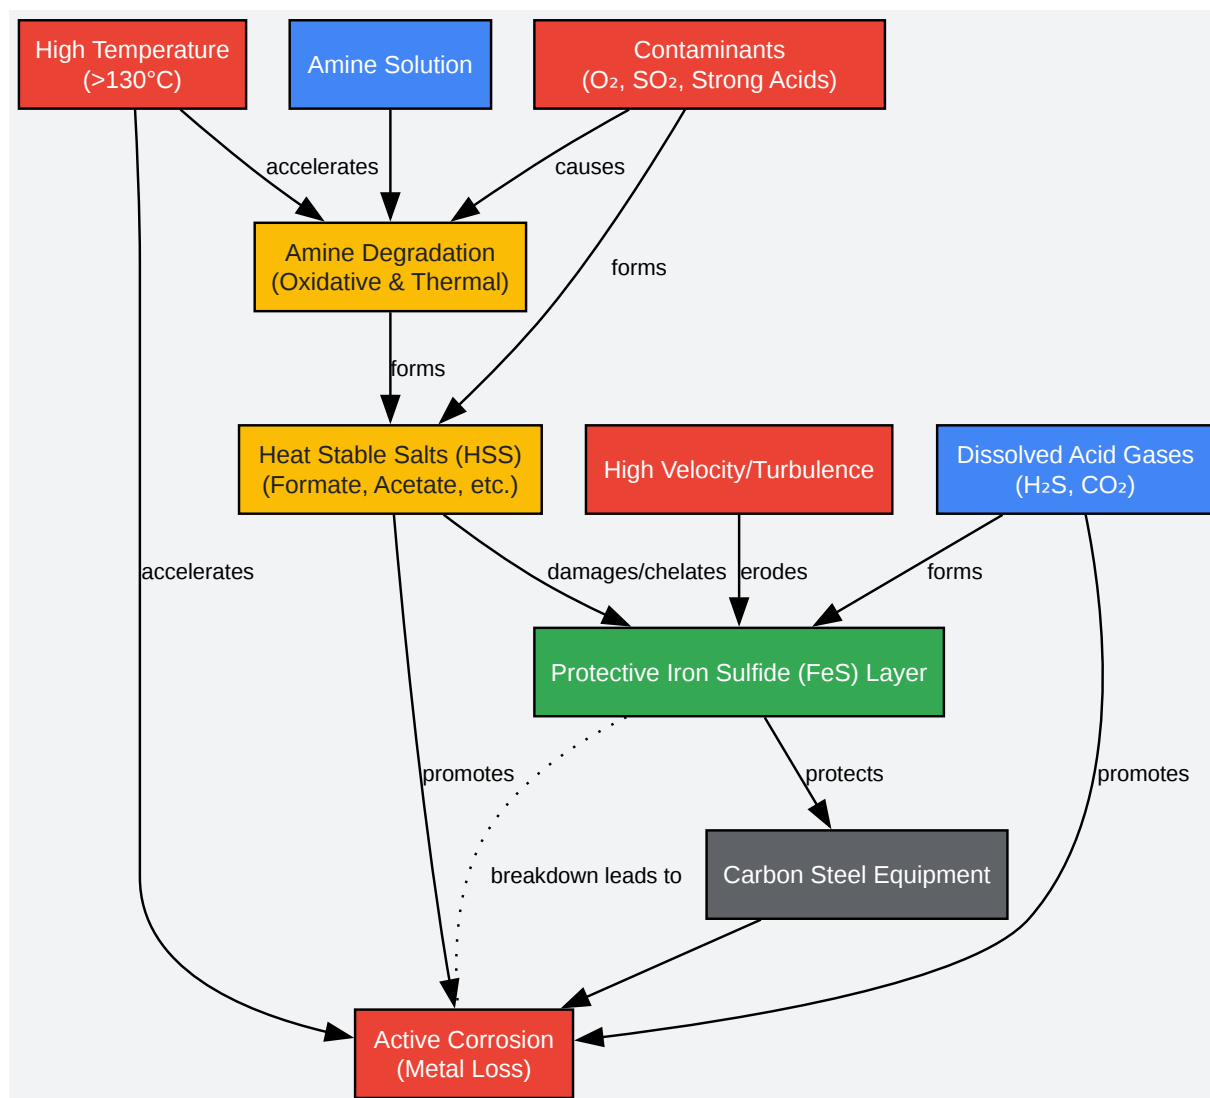 High Temperature
(>130°C)
Amine Solution
Contaminants
(O₂, SO₂, Strong Acids)
accelerates
causes
Amine Degradation
(Oxidative & Thermal)
forms
forms
Heat Stable Salts (HSS)
(Formate, Acetate, etc.)
High Velocity/Turbulence
Dissolved Acid Gases
(H₂S, CO₂)
accelerates
damages/chelates
erodes
forms
Protective Iron Sulfide (FeS) Layer
promotes
protects
promotes
breakdown leads to
Carbon Steel Equipment
Active Corrosion
(Metal Loss)